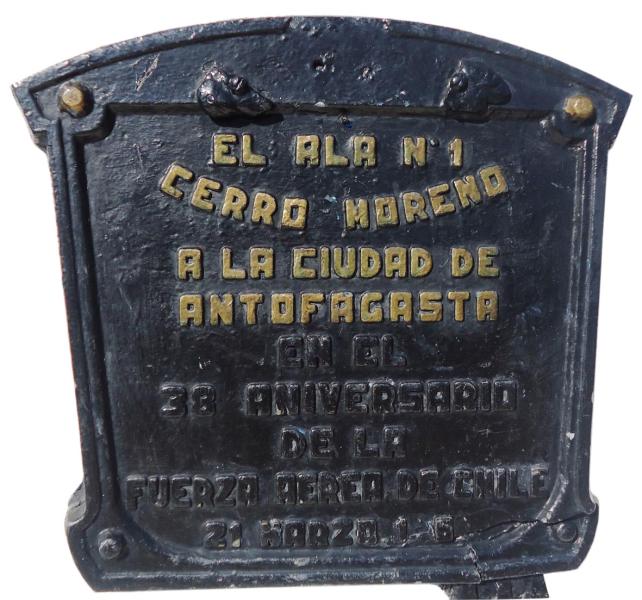 EL ALA Nº 1
CERRO MORENO
A LA CIUDAD DE
ANTOFAGASTA
EN EL
38 ANIVERSARIO
DE LA
FUERZA AEREA DE CHILE
21 MARZO